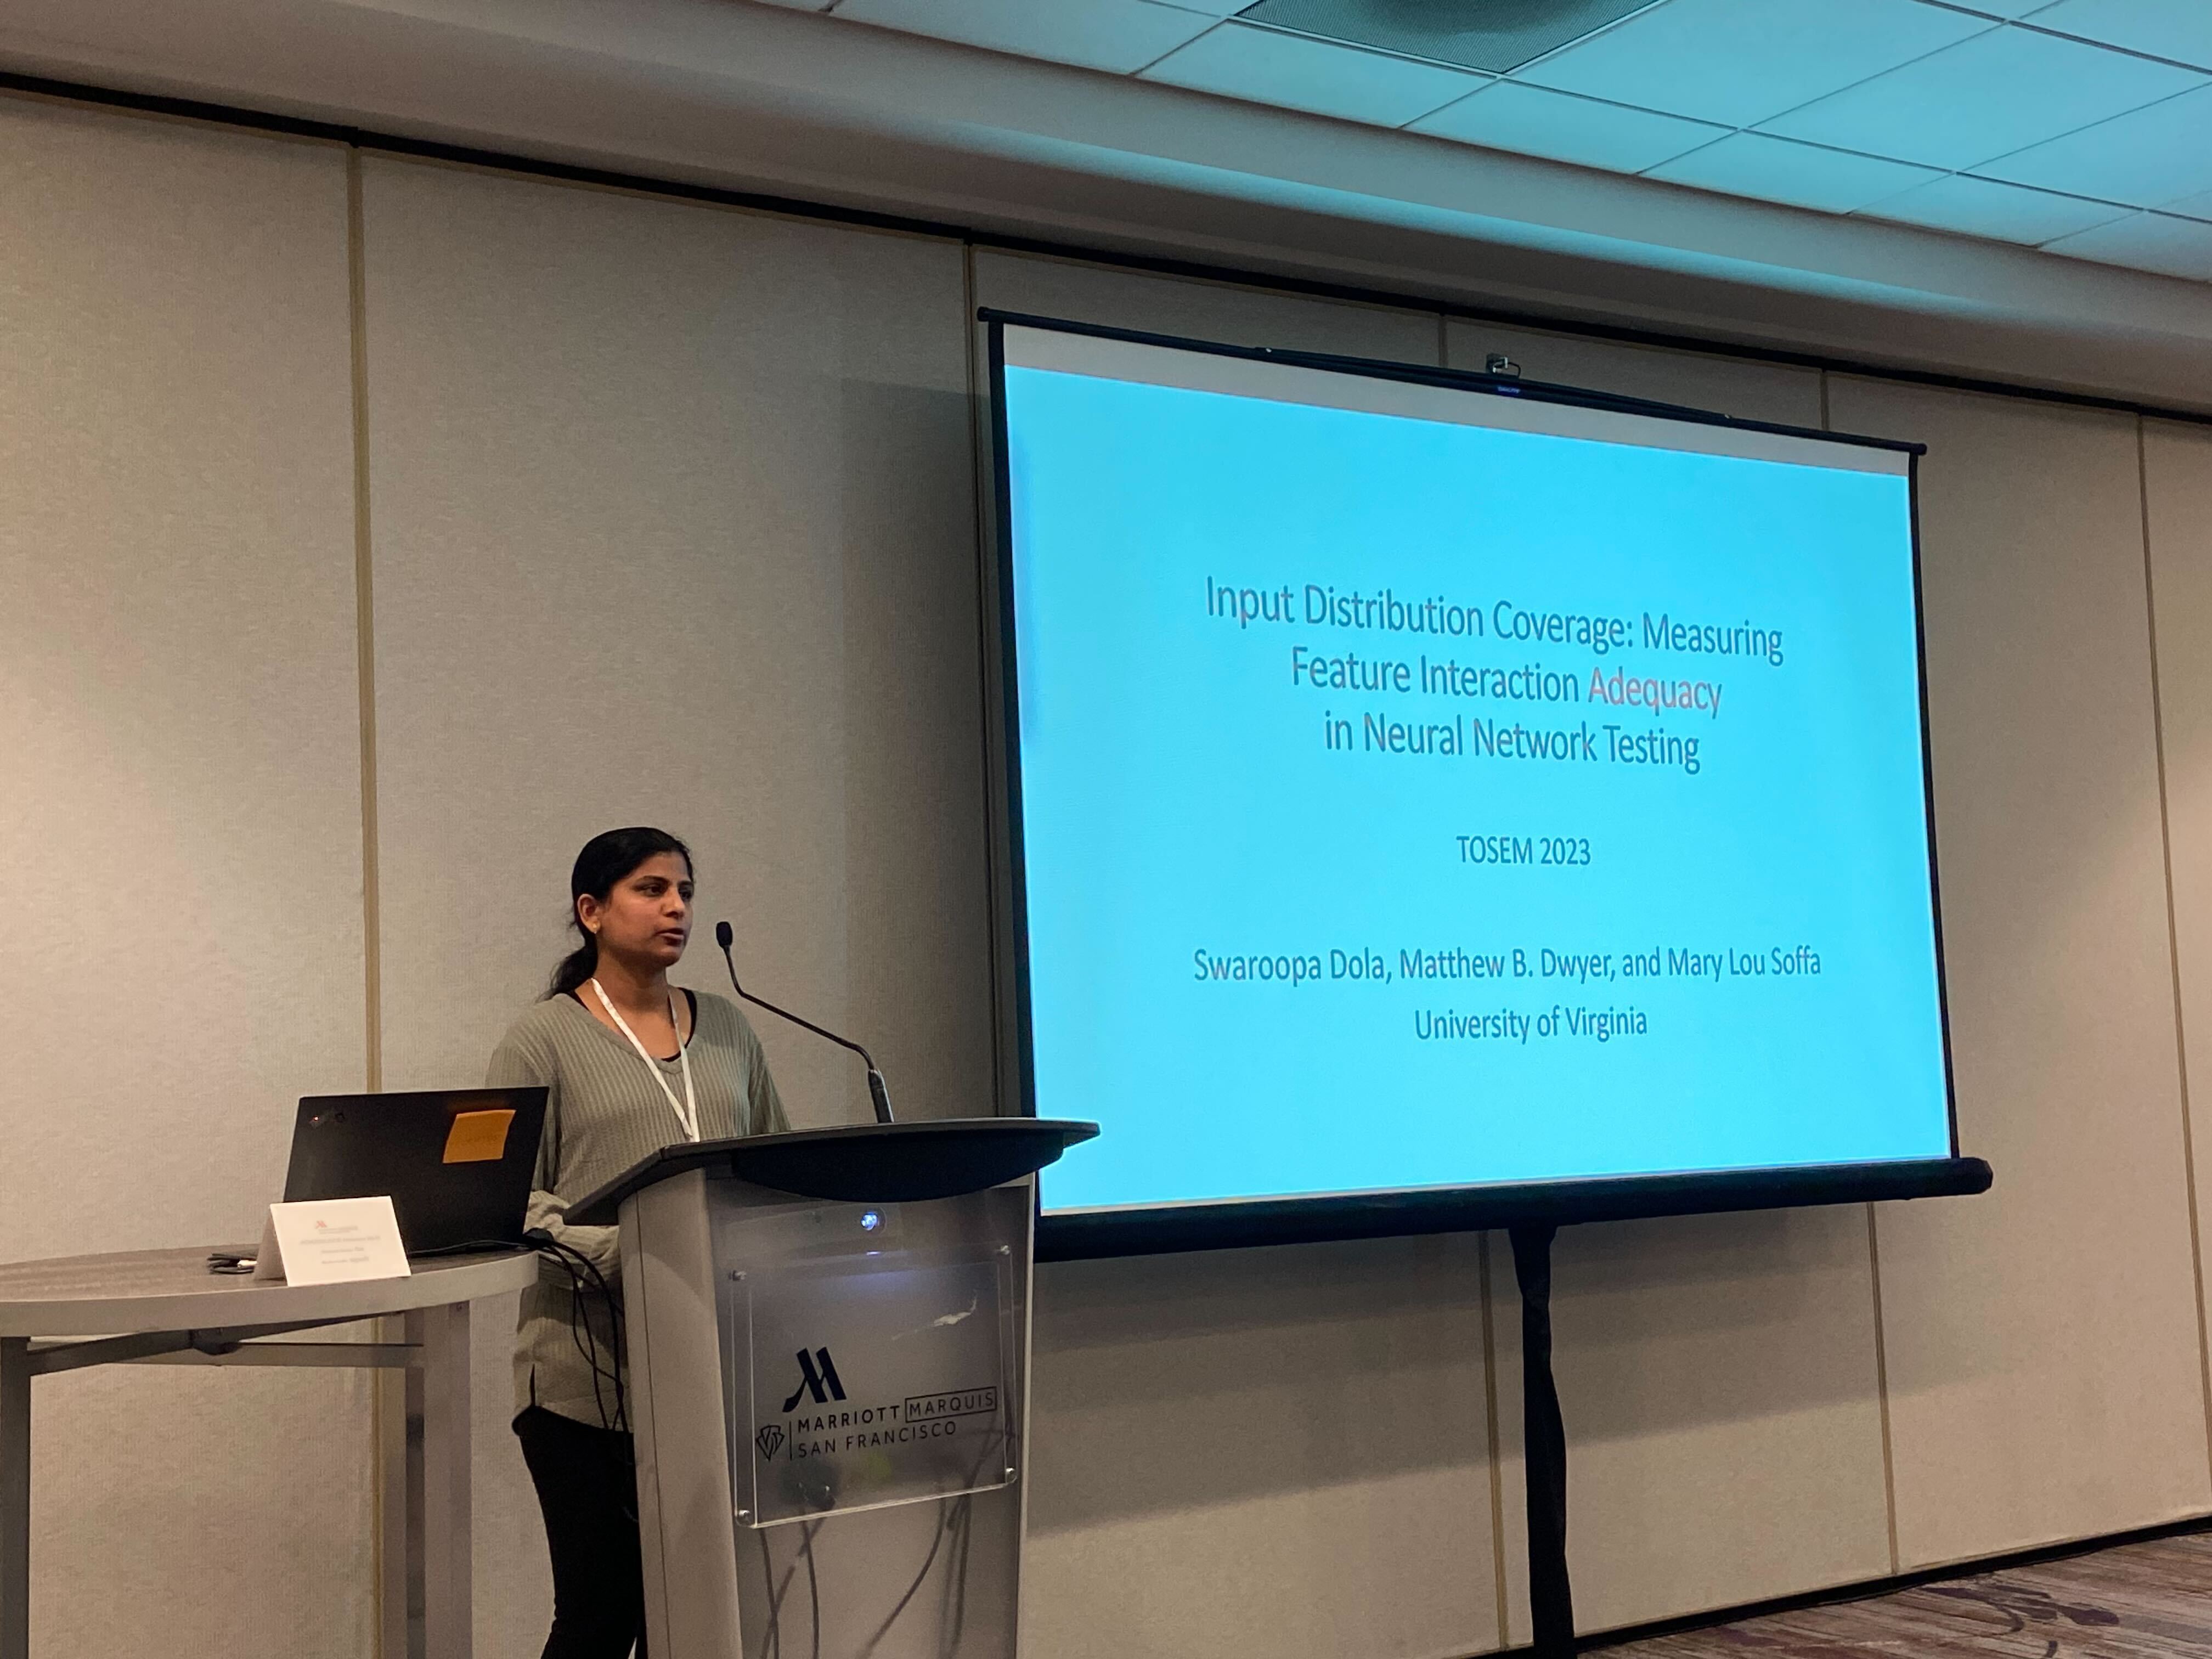 Input Distribution Coverage: Measuring
Feature Interaction Adequacy
in Neural Network Testing
TOSEM 2023
Swaroopa Dola, Matthew B. Dwyer, and Mary Lou Soffa
University of Virginia
MARRIOTT MARQUIS
SAN FRANCISCO